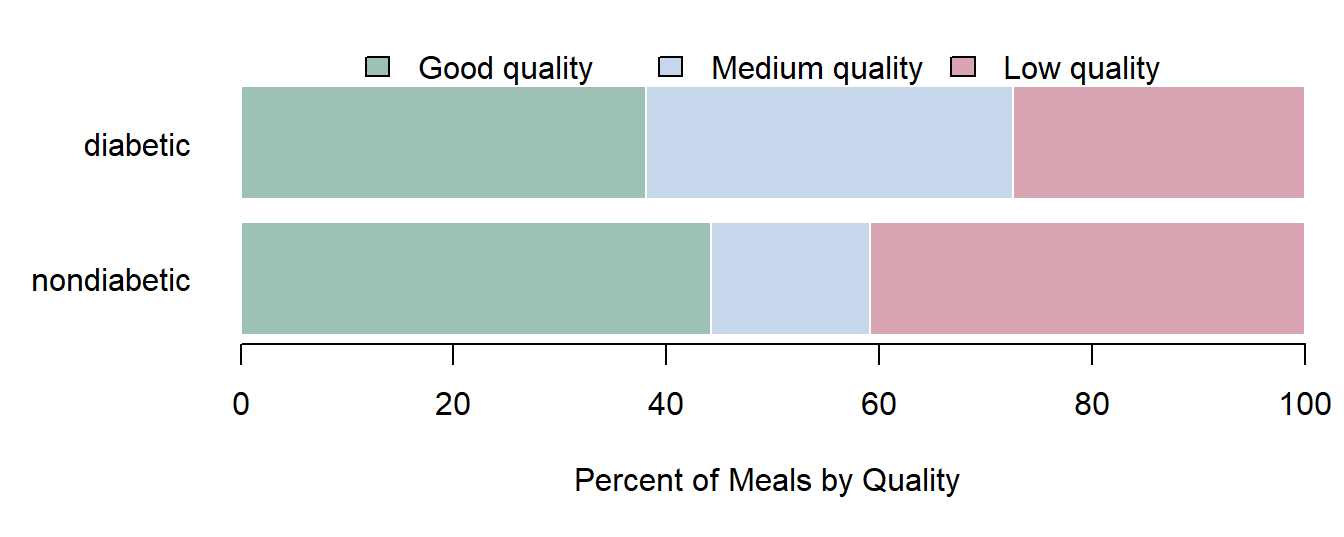 Good quality Medium quality Low quality
diabetic
nondiabetic
0 20 40 60 80 100
Percent of Meals by Quality